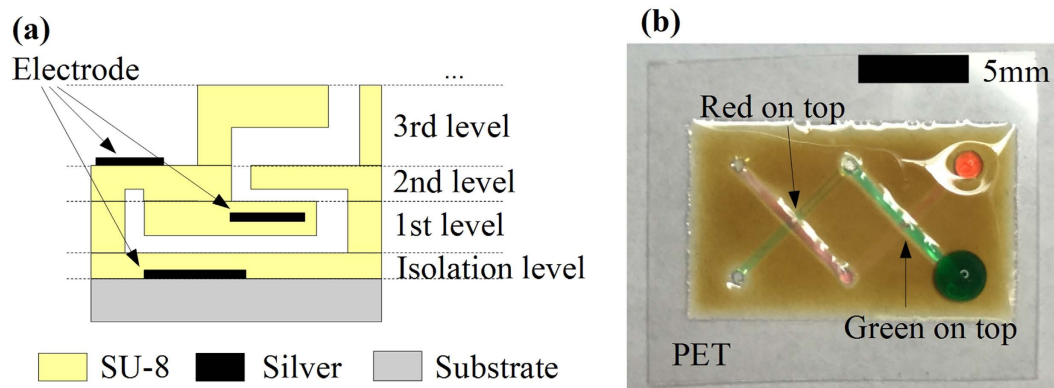 (a)
Electrode
...
3rd level
2nd level
1st level
Isolation level
SU-8
Silver
Substrate
(b)
5mm
Red on top
Green on top
PET